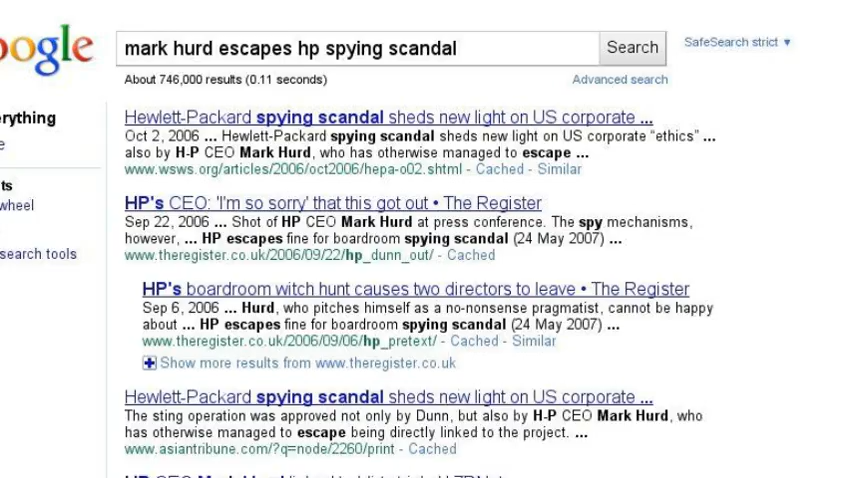 oogle
mark hurd escapes hp spying scandal
Search
SafeSearch strict ▼
About 746,000 results (0.11 seconds)
Advanced search
erything
e
ts
wheel
search tools
Hewlett-Packard spying scandal sheds new light on US corporate ...
Oct 2, 2006 ... Hewlett-Packard spying scandal sheds new light on US corporate “ethics” ...
also by H-P CEO Mark Hurd, who has otherwise managed to escape ...
www.wsws.org/articles/2006/oct2006/hepa-o02.shtml - Cached - Similar
HP's CEO: 'I'm so sorry' that this got out • The Register
Sep 22, 2006 ... Shot of HP CEO Mark Hurd at press conference. The spy mechanisms,
however, ... HP escapes fine for boardroom spying scandal (24 May 2007) ...
www.theregister.co.uk/2006/09/22/hp_dunn_out/ - Cached
HP's boardroom witch hunt causes two directors to leave • The Register
Sep 6, 2006 ... Hurd, who pitches himself as a no-nonsense pragmatist, cannot be happy
about ... HP escapes fine for boardroom spying scandal (24 May 2007) ...
www.theregister.co.uk/2006/09/06/hp_pretext/ - Cached - Similar
Show more results from www.theregister.co.uk
Hewlett-Packard spying scandal sheds new light on US corporate ...
The sting operation was approved not only by Dunn, but also by H-P CEO Mark Hurd, who
has otherwise managed to escape being directly linked to the project. ...
www.asiantribune.com/?q=node/2260/print - Cached